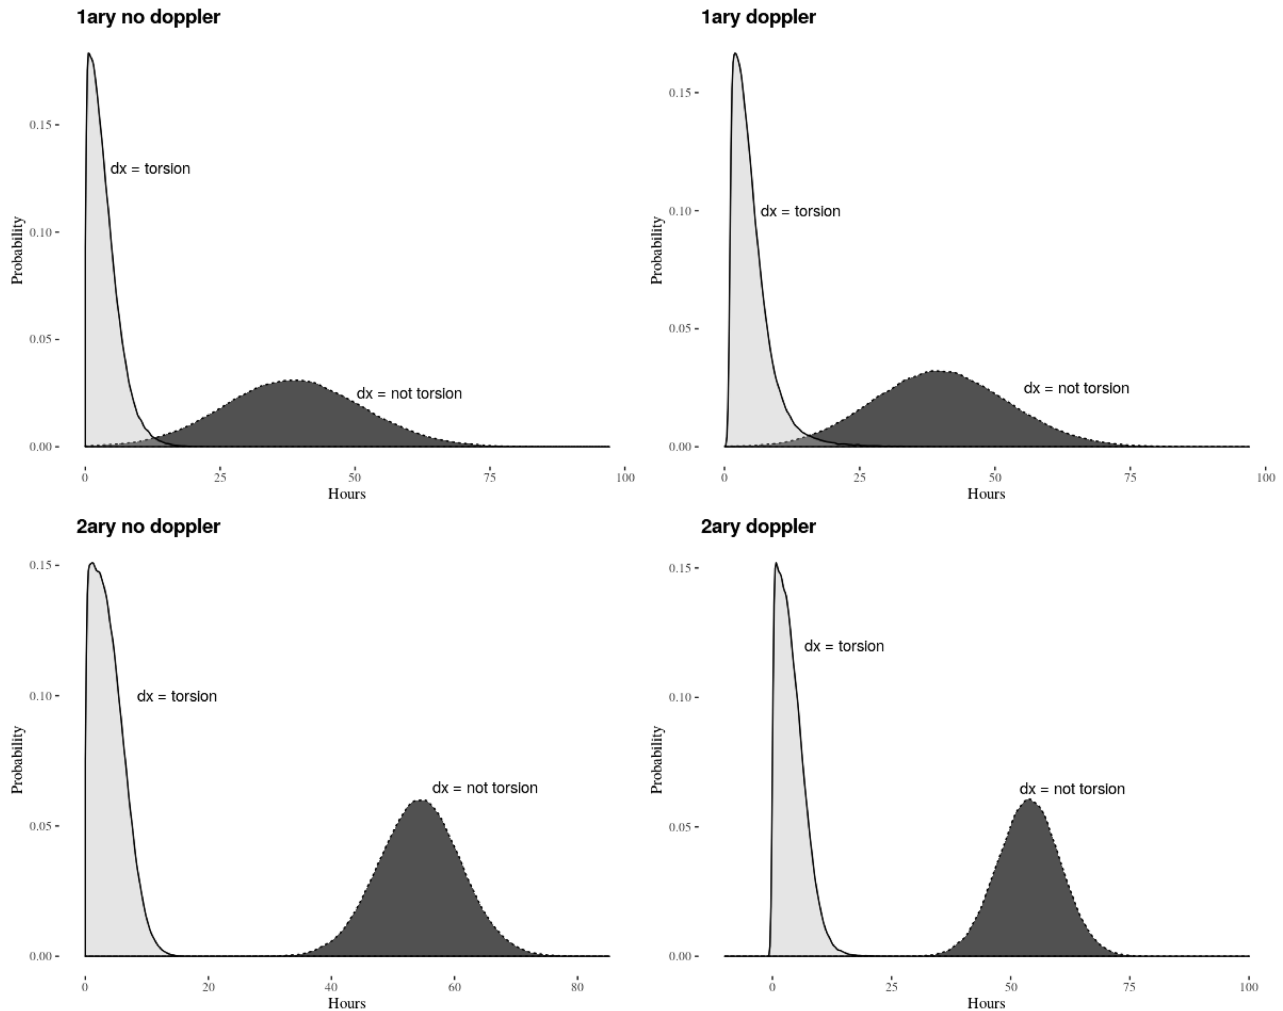 1ary no doppler
0.15
0.10
0.05
0.00
Probability
dx = torsion
dx = not torsion
0
25
50
75
100
Hours
1ary doppler
0.15
0.10
0.05
0.00
Probability
dx = torsion
dx = not torsion
0
25
50
75
100
Hours
2ary no doppler
0.15
0.10
0.05
0.00
Probability
dx = torsion
dx = not torsion
0
20
40
60
80
Hours
2ary doppler
0.15
0.10
0.05
0.00
Probability
dx = torsion
dx = not torsion
0
25
50
75
100
Hours